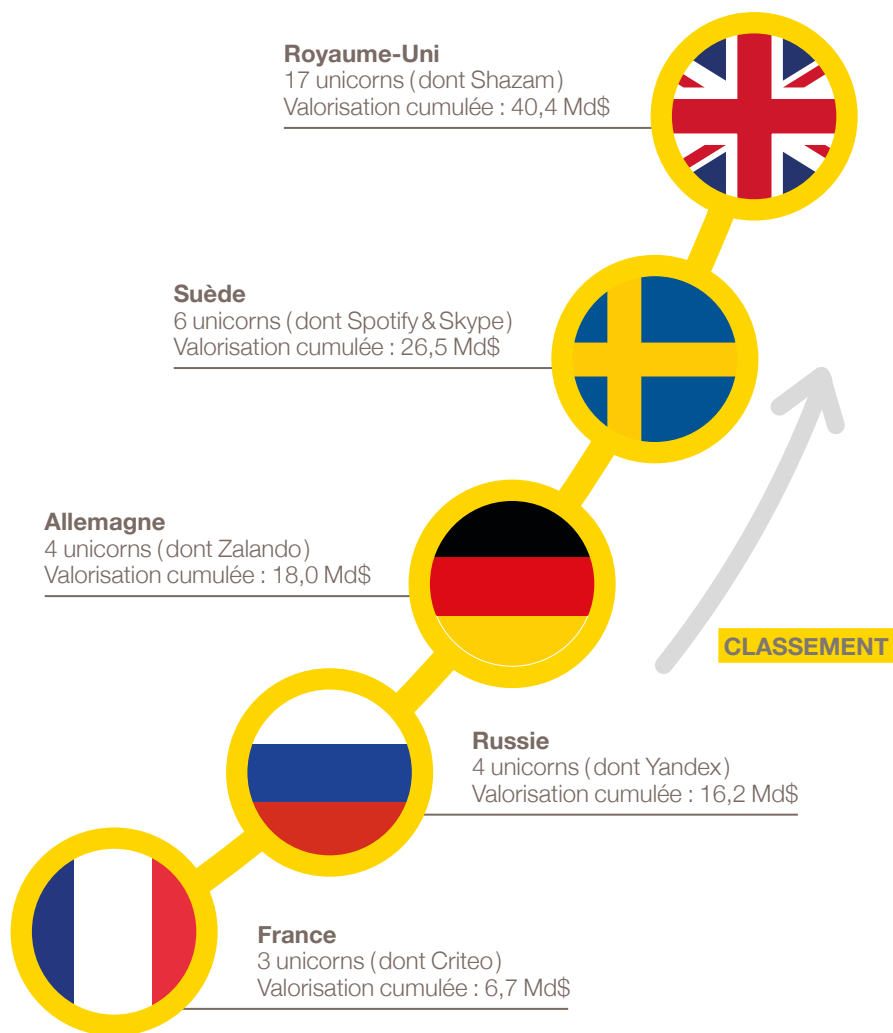 Royaume-Uni
17 unicorns (dont Shazam)
Valorisation cumulée : 40,4 Md$
Suède
6 unicorns (dont Spotify & Skype)
Valorisation cumulée : 26,5 Md$
Allemagne
4 unicorns (dont Zalando)
Valorisation cumulée : 18,0 Md$
CLASSEMENT
Russie
4 unicorns (dont Yandex)
Valorisation cumulée : 16,2 Md$
France
3 unicorns (dont Criteo)
Valorisation cumulée : 6,7 Md$